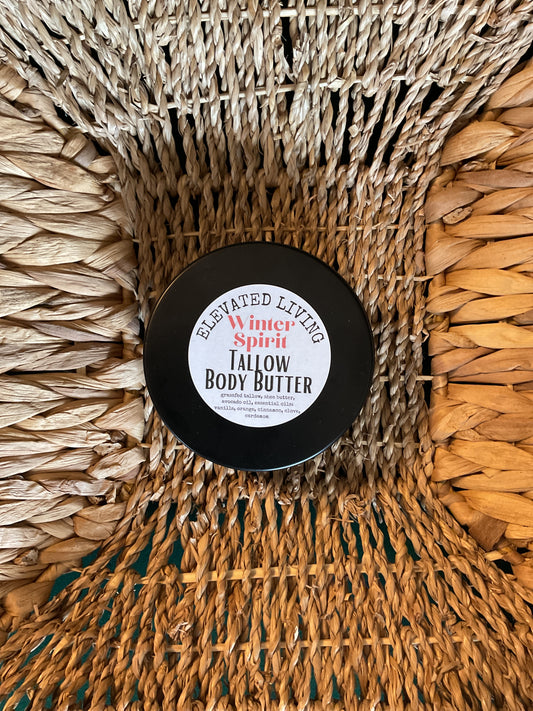 ELEVATED LIVING
Winter
Spirit
TALLOW
BODY BUTTER
grassfed tallow, shea butter,
avocado oil, essential oils:
vanilla, orange, cinnamon, clove,
cardamom